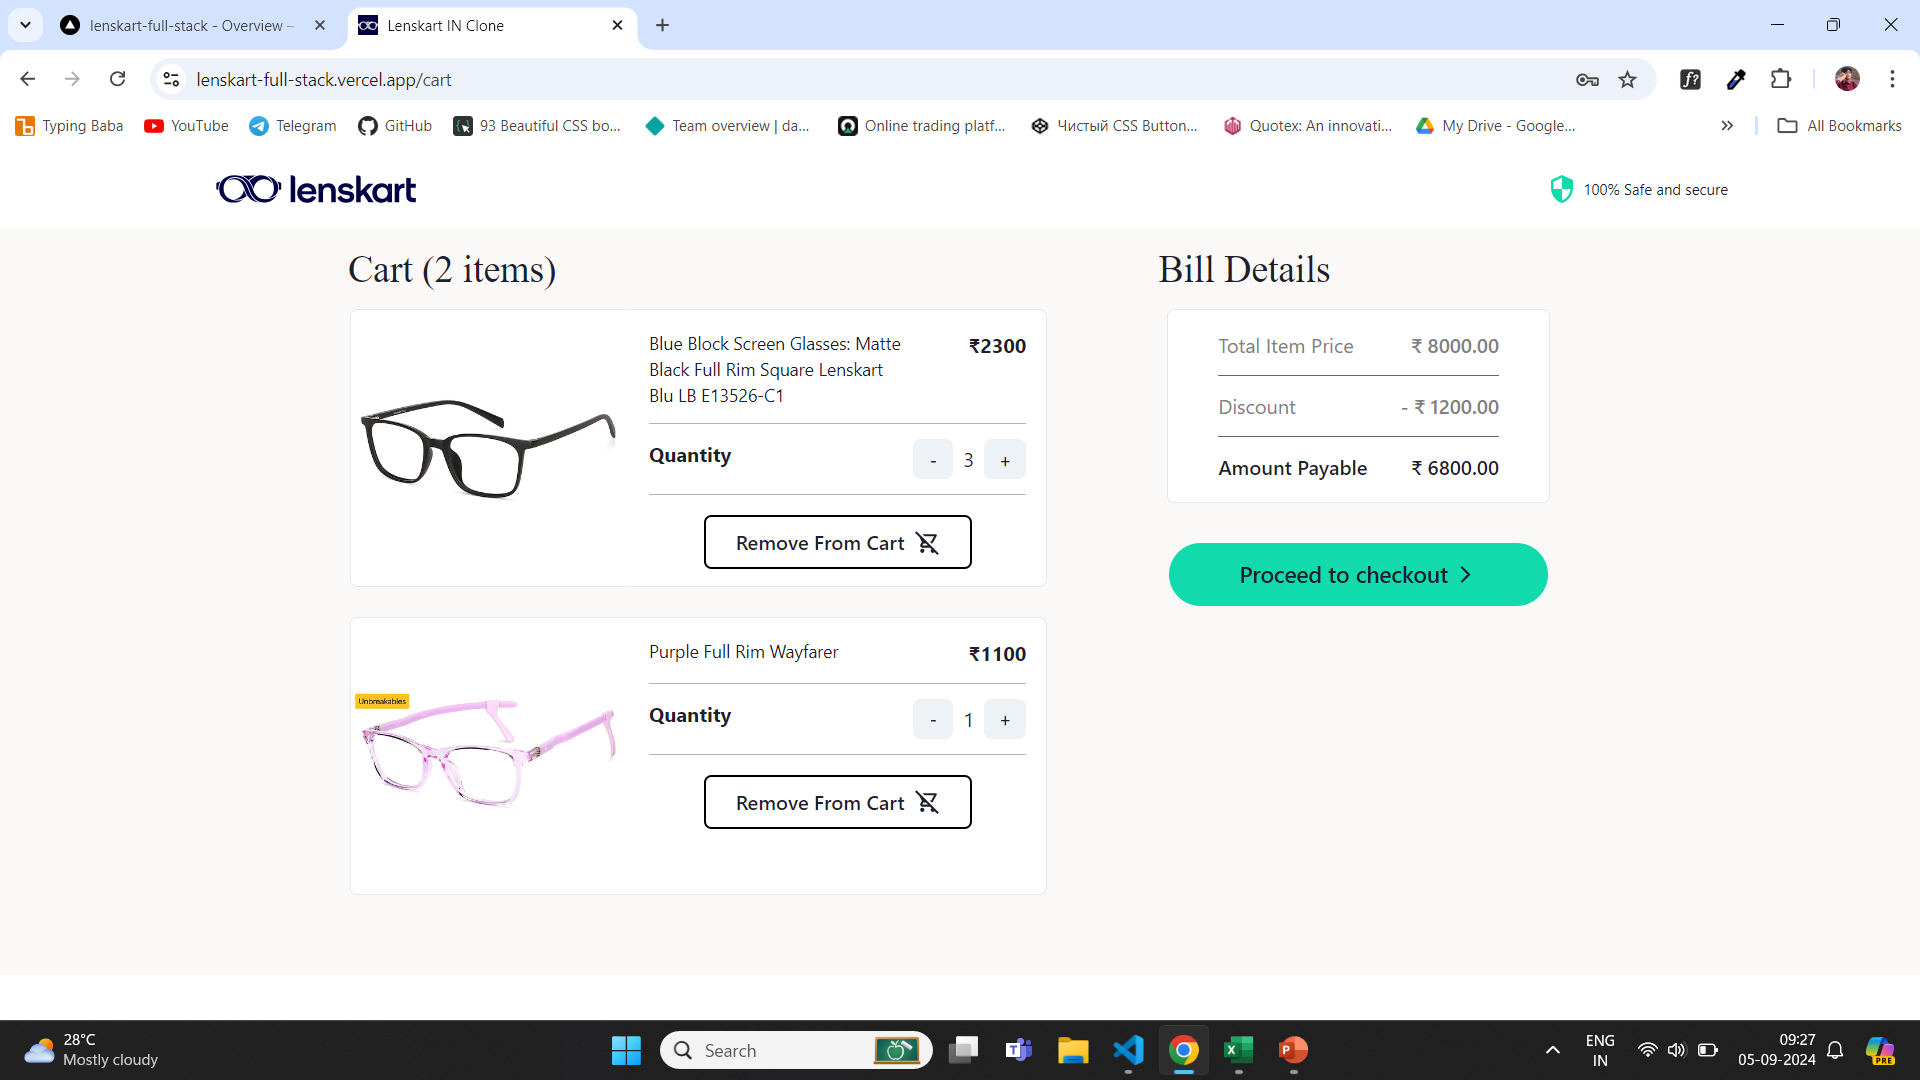 lenskart-full-stack - Overview –
Lenskart IN Clone
lenskart-full-stack.vercel.app/cart
f?
Typing Baba
YouTube
Telegram
GitHub
93 Beautiful CSS bo...
Team overview | da...
Online trading platf...
Чистый CSS Button...
Quotex: An innovati...
My Drive - Google...
All Bookmarks
lenskart
100% Safe and secure
Cart (2 items)
Blue Block Screen Glasses: Matte
Black Full Rim Square Lenskart
Blu LB E13526-C1
₹2300
Quantity
- 3 +
Remove From Cart
Unbreakables
Purple Full Rim Wayfarer
₹1100
Quantity
- 1 +
Remove From Cart
Bill Details
Total Item Price ₹ 8000.00
Discount - ₹ 1200.00
Amount Payable ₹ 6800.00
Proceed to checkout
28°C
Mostly cloudy
Search
ENG
IN
09:27
05-09-2024
PRE